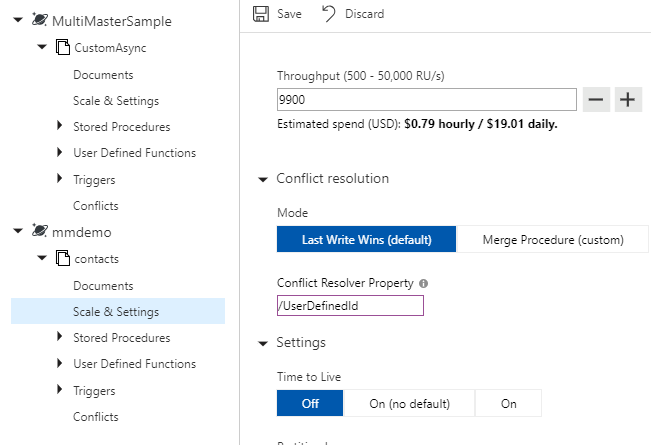 MultiMasterSample
CustomAsync
Documents
Scale & Settings
Stored Procedures
User Defined Functions
Triggers
Conflicts
mmdemo
contacts
Documents
Scale & Settings
Stored Procedures
User Defined Functions
Triggers
Conflicts
Save Discard
Throughput (500 - 50,000 RU/s)
9900
Estimated spend (USD): $0.79 hourly / $19.01 daily.
Conflict resolution
Mode
Last Write Wins (default) Merge Procedure (custom)
Conflict Resolver Property
/UserDefinedId
Settings
Time to Live
Off On (no default) On